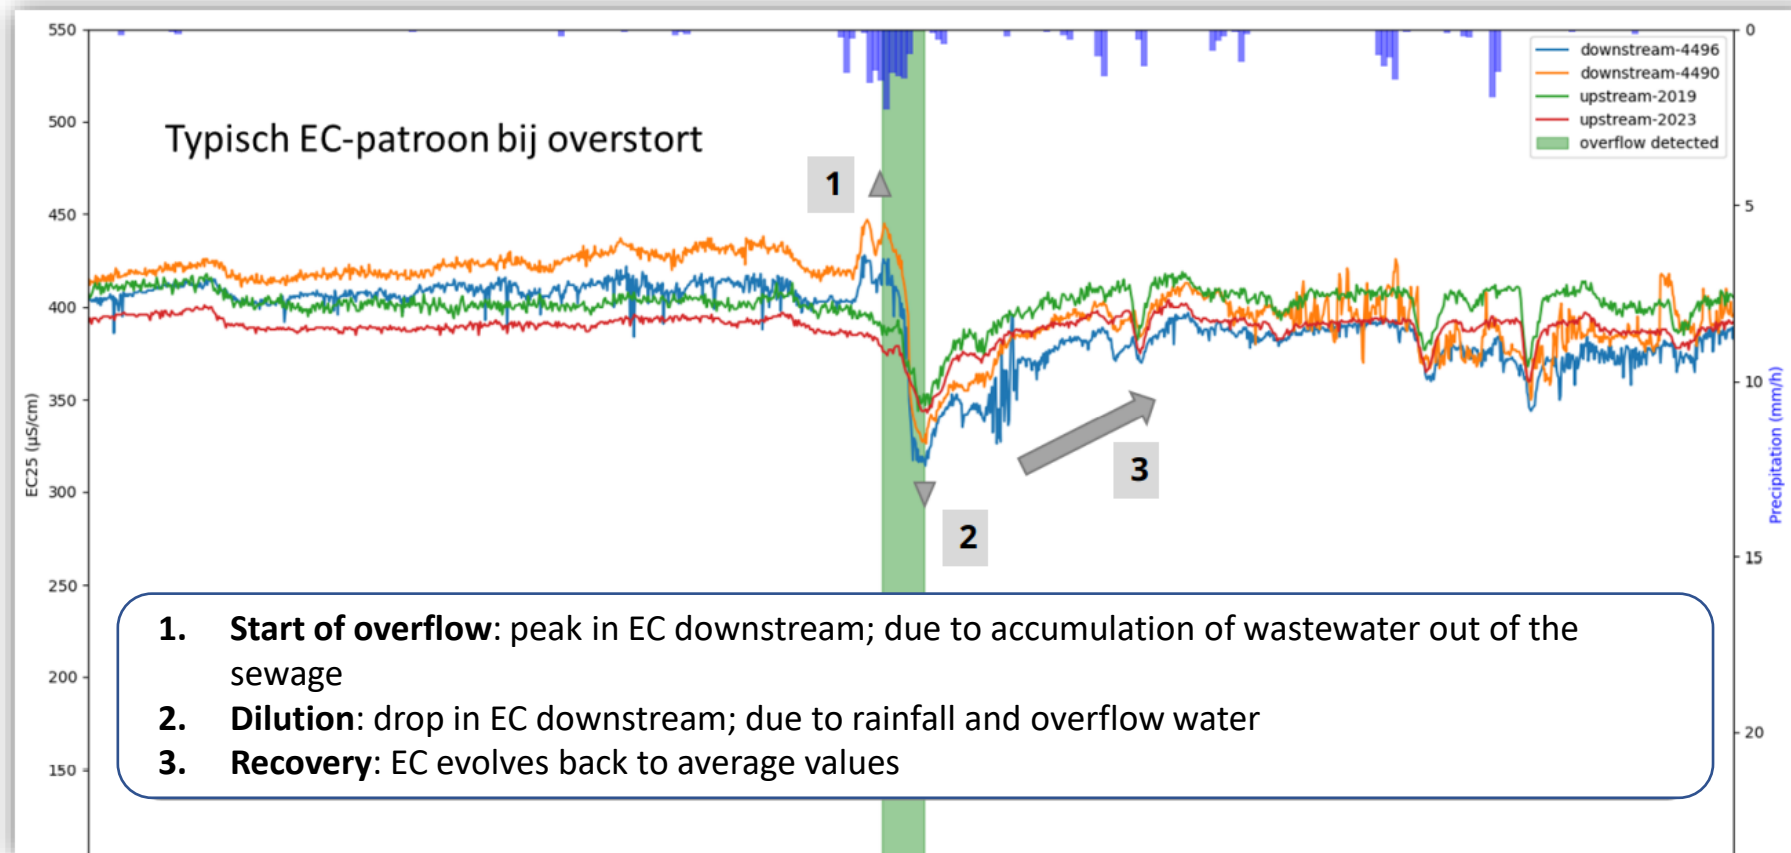 550
500
450
400
350
300
250
200
150
EC25 (µS/cm)
0
5
10
15
20
Precipitation (mm/h)
downstream-4496
downstream-4490
upstream-2019
upstream-2023
overflow detected
Typisch EC-patroon bij overstort
1
2
3
1. Start of overflow: peak in EC downstream; due to accumulation of wastewater out of the
sewage
2. Dilution: drop in EC downstream; due to rainfall and overflow water
3. Recovery: EC evolves back to average values